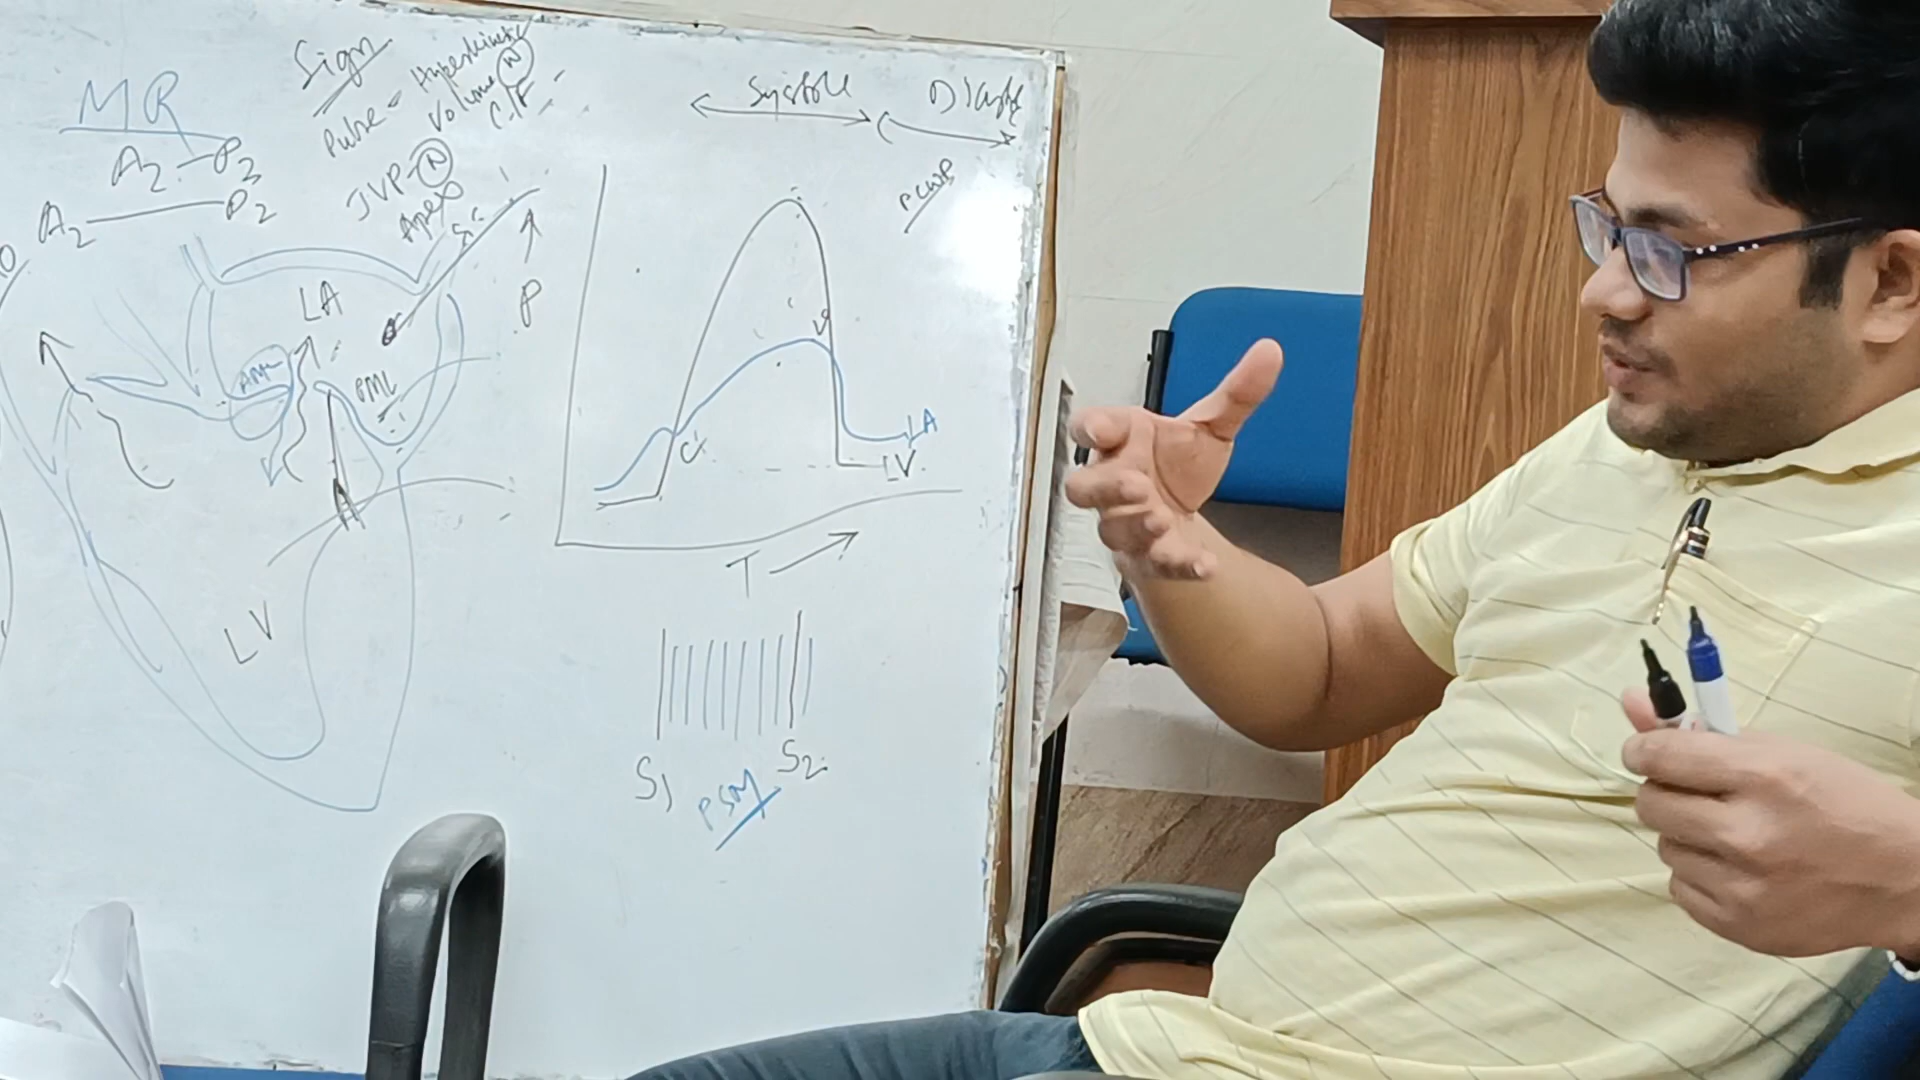 MR
A2 - P3
A2 — P2
Sign
Pulse - Hyperkinetic
Volume (N)
C/F -
JVP - (N)
Apex
LA
AML
PML
P
A
LV
Systole
Diastole
PCWP
V
C
LA
LV
T
S1
S2
PSM